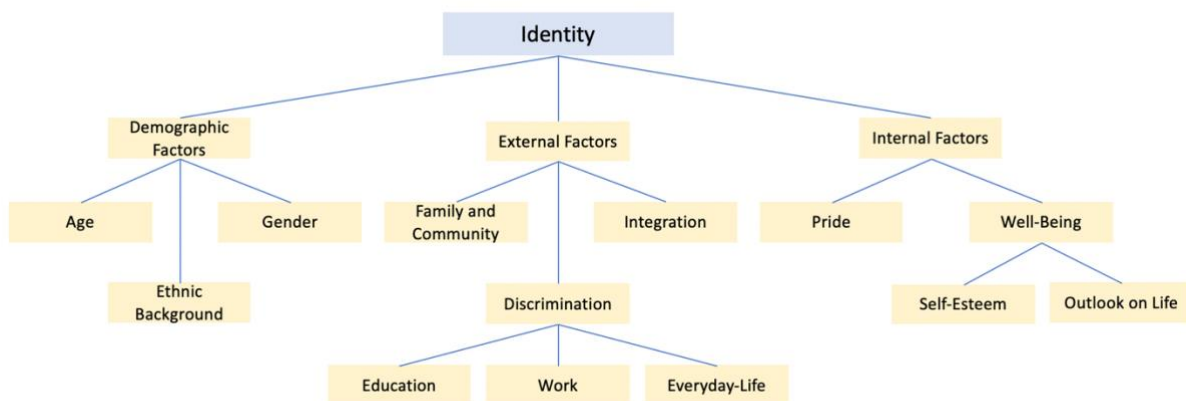 Identity
Demographic
Factors
External Factors
Internal Factors
Age
Gender
Family and
Community
Integration
Pride
Well-Being
Ethnic
Background
Discrimination
Self-Esteem
Outlook on Life
Education
Work
Everyday-Life